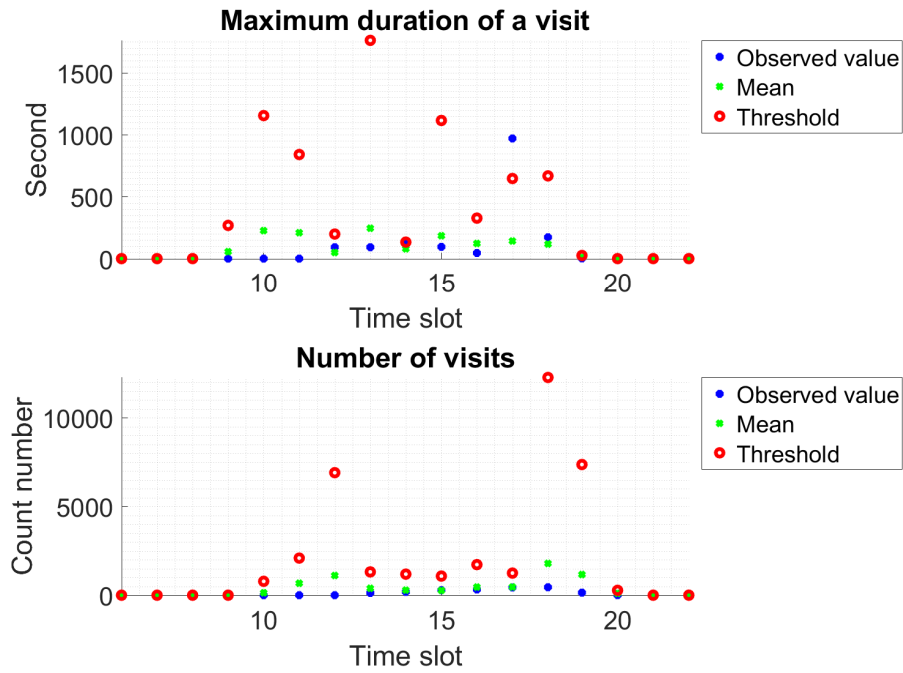 Maximum duration of a visit
1500
1000
500
0
Second
10
15
20
Time slot
Observed value
Mean
Threshold
Number of visits
10000
5000
0
Count number
10
15
20
Time slot
Observed value
Mean
Threshold